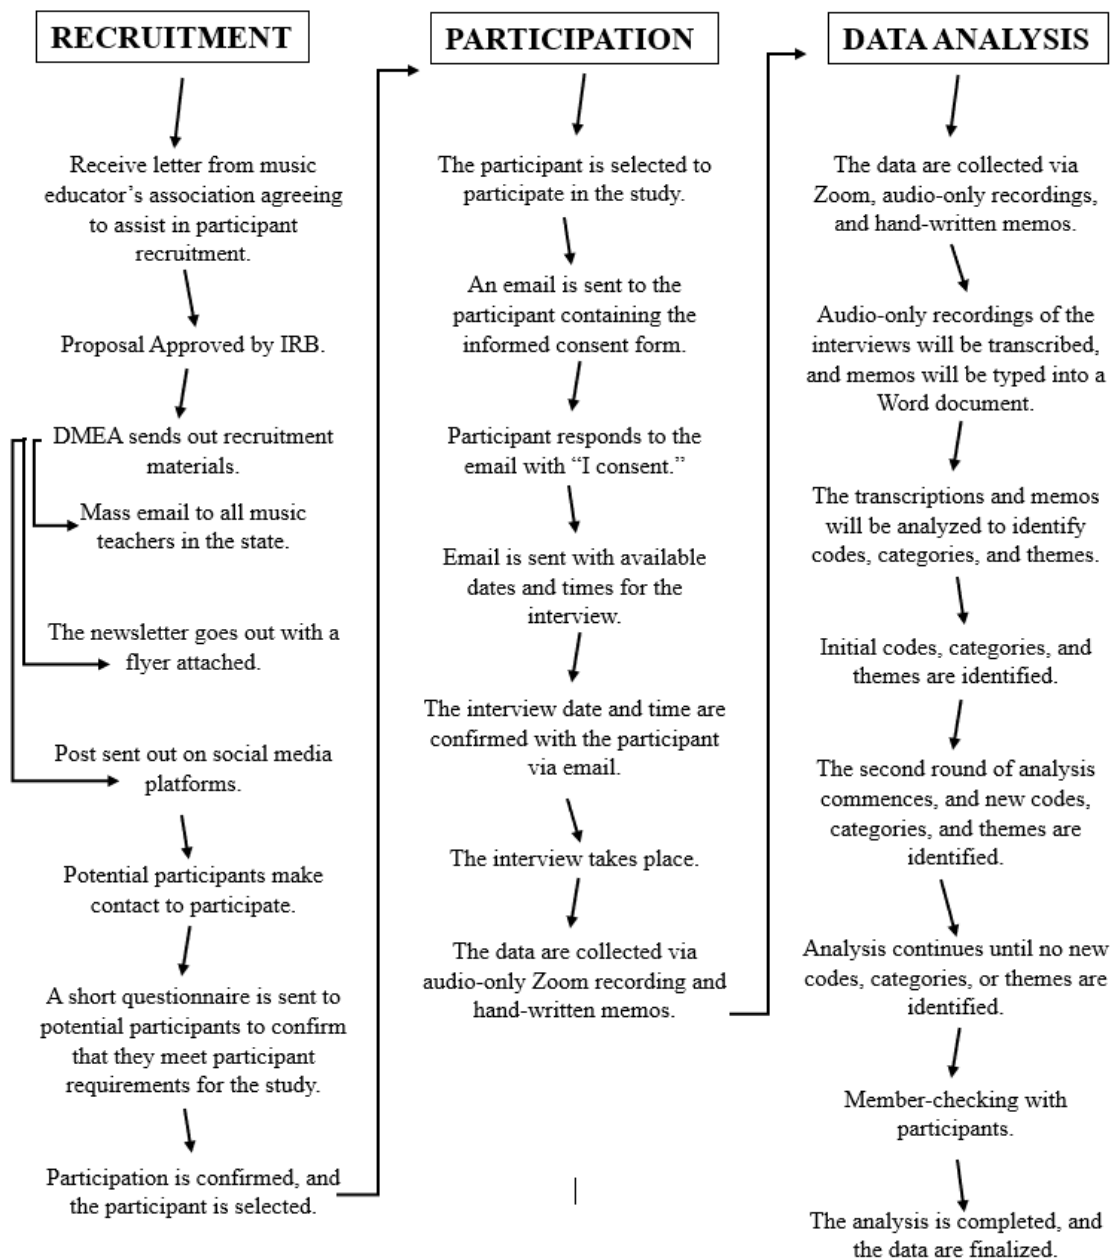 RECRUITMENT
Receive letter from music
educator’s association agreeing
to assist in participant
recruitment.
Proposal Approved by IRB.
DMEA sends out recruitment
materials.
Mass email to all music
teachers in the state.
The newsletter goes out with a
flyer attached.
Post sent out on social media
platforms.
Potential participants make
contact to participate.
A short questionnaire is sent to
potential participants to confirm
that they meet participant
requirements for the study.
Participation is confirmed, and
the participant is selected.
PARTICIPATION
The participant is selected to
participate in the study.
An email is sent to the
participant containing the
informed consent form.
Participant responds to the
email with “I consent.”
Email is sent with available
dates and times for the
interview.
The interview date and time are
confirmed with the participant
via email.
The interview takes place.
The data are collected via
audio-only Zoom recording and
hand-written memos.
DATA ANALYSIS
The data are collected via
Zoom, audio-only recordings,
and hand-written memos.
Audio-only recordings of the
interviews will be transcribed,
and memos will be typed into a
Word document.
The transcriptions and memos
will be analyzed to identify
codes, categories, and themes.
Initial codes, categories, and
themes are identified.
The second round of analysis
commences, and new codes,
categories, and themes are
identified.
Analysis continues until no new
codes, categories, or themes are
identified.
Member-checking with
participants.
The analysis is completed, and
the data are finalized.